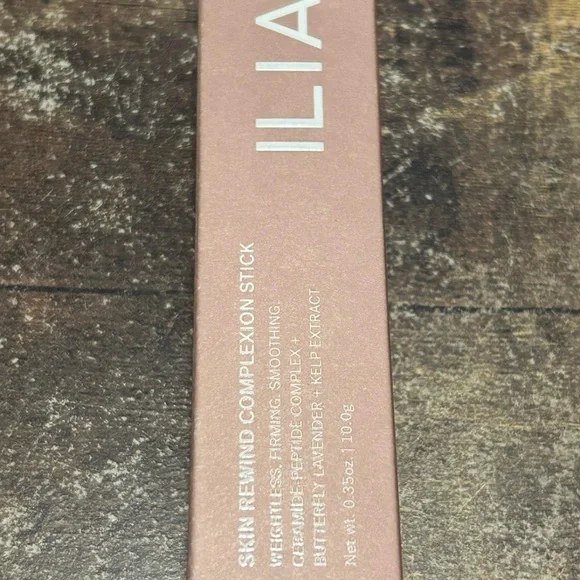 ILIA
SKIN REWIND COMPLEXION STICK
WEIGHTLESS. FIRMING. SMOOTHING.
CERAMIDE-PEPTIDE COMPLEX +
BUTTERFLY LAVENDER + KELP EXTRACT
Net wt. 0.35oz. | 10.0g